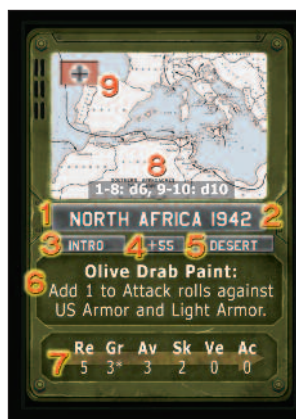 9
8
1-8: d6, 9-10: d10
1 NORTH AFRICA 1942 2
3 INTRO 4 +55 5 DESERT
Olive Drab Paint:
6 Add 1 to Attack rolls against
US Armor and Light Armor.
7 Re Gr Av Sk Ve Ac
5 3* 3 2 0 0